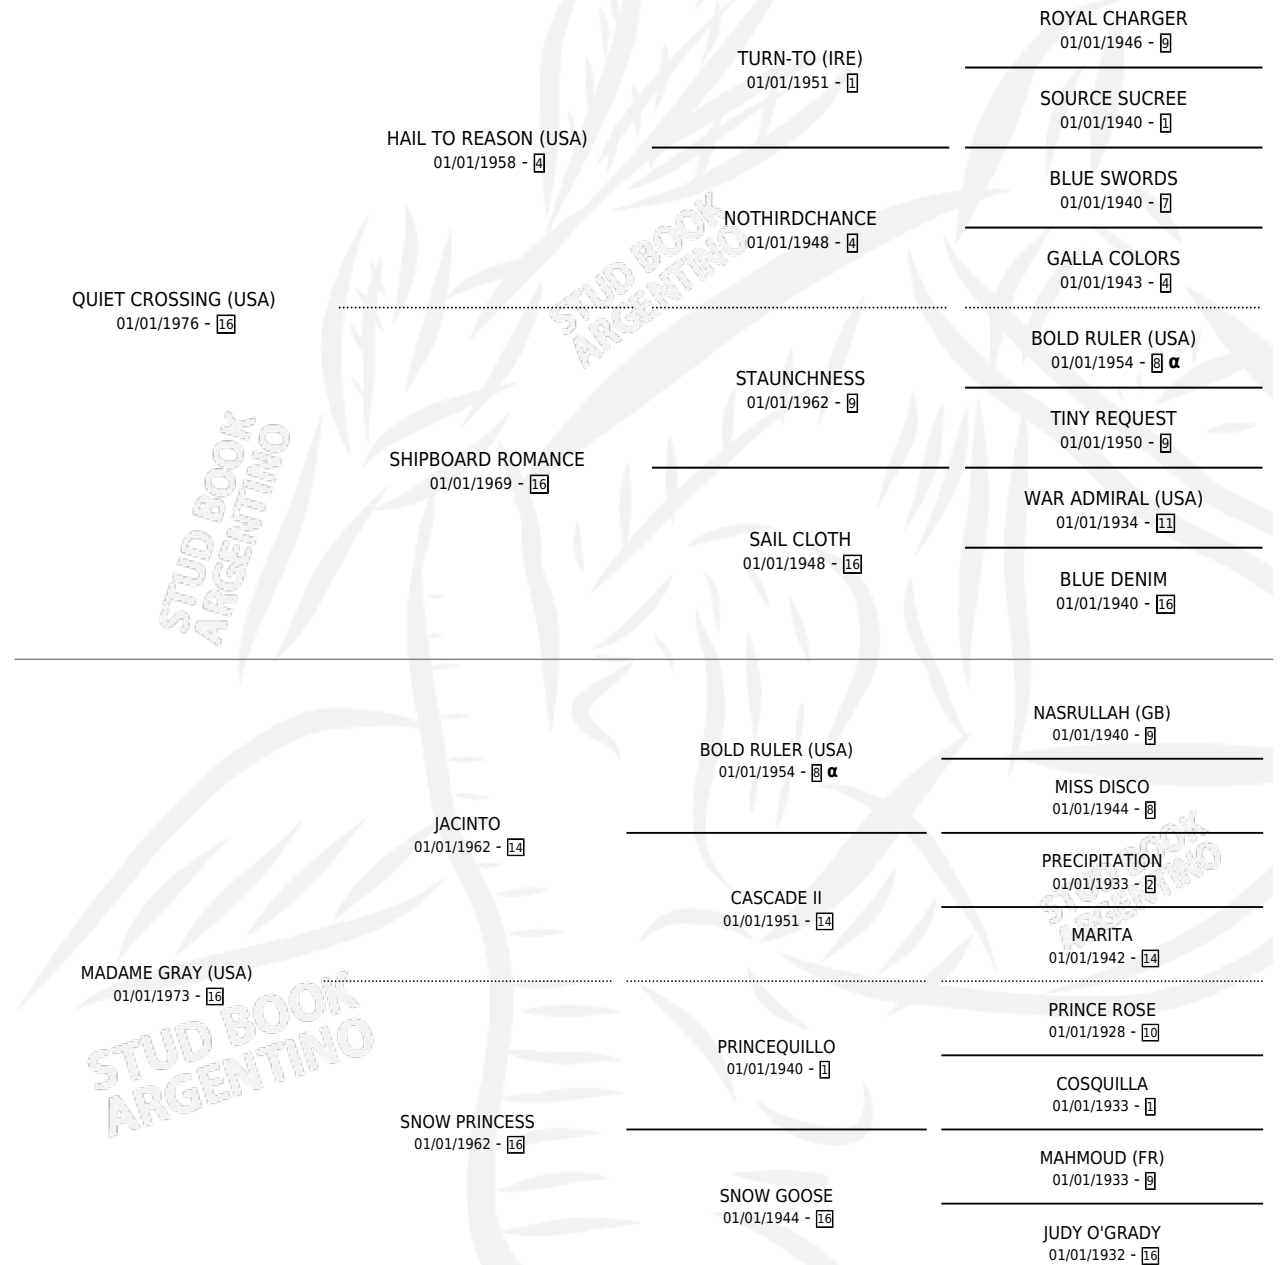 ROYAL CHARGER
01/01/1946 - 9
TURN-TO (IRE)
01/01/1951 - 1
SOURCE SUCREE
01/01/1940 - 1
HAIL TO REASON (USA)
01/01/1958 - 4
BLUE SWORDS
01/01/1940 - 7
NOTHIRDCHANCE
01/01/1948 - 4
GALLA COLORS
01/01/1943 - 4
QUIET CROSSING (USA)
01/01/1976 - 16
BOLD RULER (USA)
01/01/1954 - 8 α
STAUNCHNESS
01/01/1962 - 9
TINY REQUEST
01/01/1950 - 9
SHIPBOARD ROMANCE
01/01/1969 - 16
WAR ADMIRAL (USA)
01/01/1934 - 11
SAIL CLOTH
01/01/1948 - 16
BLUE DENIM
01/01/1940 - 16
NASRULLAH (GB)
01/01/1940 - 9
BOLD RULER (USA)
01/01/1954 - 8 α
MISS DISCO
01/01/1944 - 8
JACINTO
01/01/1962 - 14
PRECIPITATION
01/01/1933 - 2
CASCADE II
01/01/1951 - 14
MARITA
01/01/1942 - 14
MADAME GRAY (USA)
01/01/1973 - 16
PRINCE ROSE
01/01/1928 - 10
PRINCEQUILLO
01/01/1940 - 1
COSQUILLA
01/01/1933 - 1
SNOW PRINCESS
01/01/1962 - 16
MAHMOUD (FR)
01/01/1933 - 9
SNOW GOOSE
01/01/1944 - 16
JUDY O'GRADY
01/01/1932 - 16
STUD BOOK
ARGENTINO
STUD BOOK
ARGENTINO
STUD BOOK
ARGENTINO
STUD BOOK
ARGENTINO